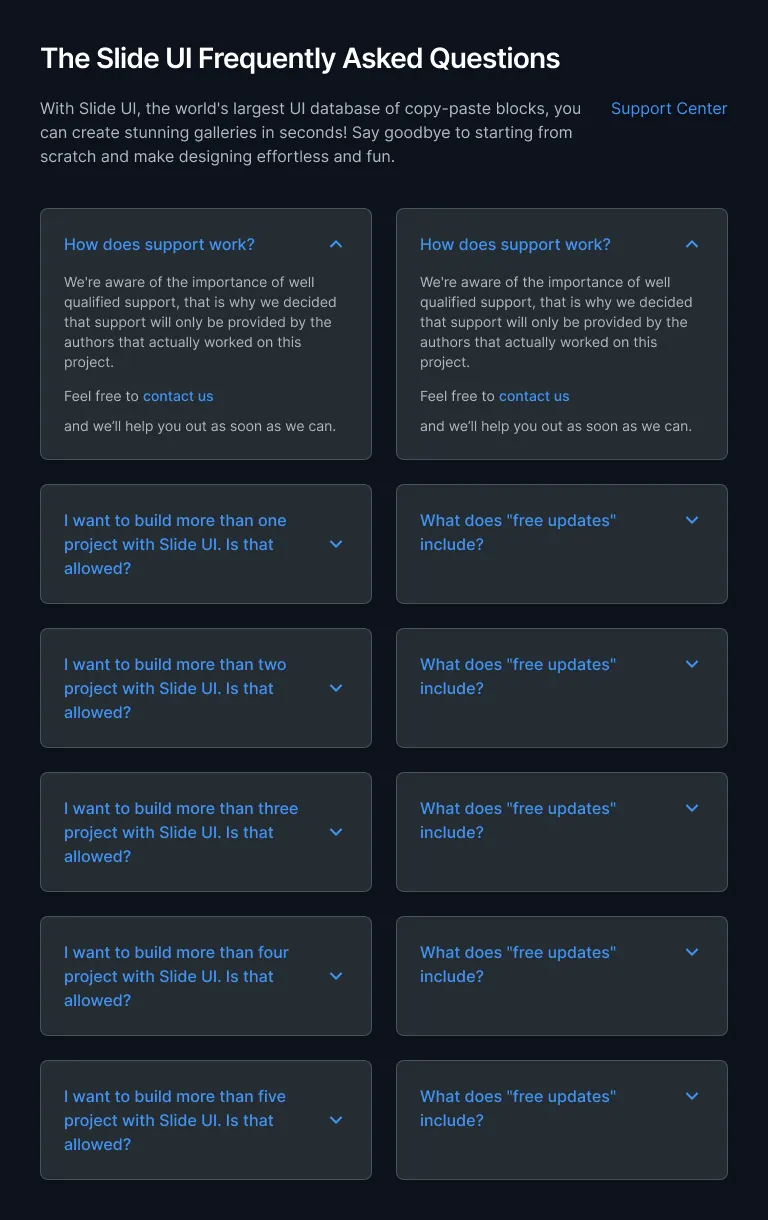 The Slide UI Frequently Asked Questions
With Slide UI, the world's largest UI database of copy-paste blocks, you
can create stunning galleries in seconds! Say goodbye to starting from
scratch and make designing effortless and fun.
Support Center
How does support work?
We're aware of the importance of well
qualified support, that is why we decided
that support will only be provided by the
authors that actually worked on this
project.
Feel free to contact us
and we’ll help you out as soon as we can.
How does support work?
We're aware of the importance of well
qualified support, that is why we decided
that support will only be provided by the
authors that actually worked on this
project.
Feel free to contact us
and we’ll help you out as soon as we can.
I want to build more than one
project with Slide UI. Is that
allowed?
What does "free updates"
include?
I want to build more than two
project with Slide UI. Is that
allowed?
What does "free updates"
include?
I want to build more than three
project with Slide UI. Is that
allowed?
What does "free updates"
include?
I want to build more than four
project with Slide UI. Is that
allowed?
What does "free updates"
include?
I want to build more than five
project with Slide UI. Is that
allowed?
What does "free updates"
include?